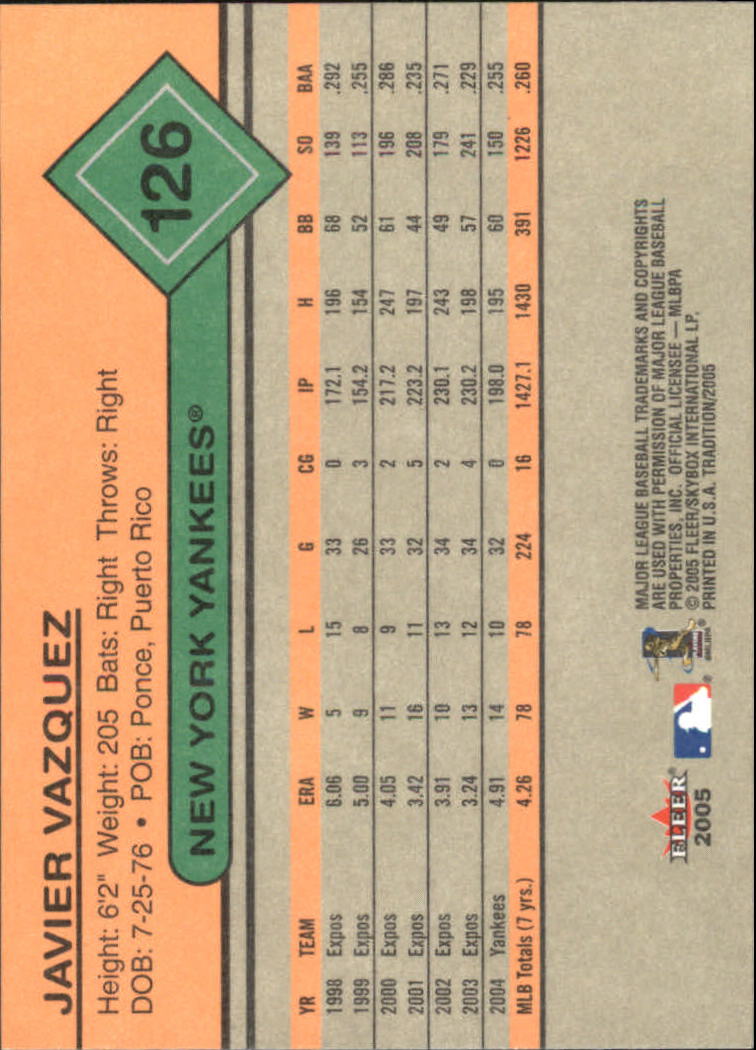 JAVIER VAZQUEZ
Height: 6'2" Weight: 205 Bats: Right Throws: Right
DOB: 7-25-76 • POB: Ponce, Puerto Rico
126
NEW YORK YANKEES®
YR TEAM ERA W L G CG IP H BB SO BAA
1998 Expos 6.06 5 15 33 0 172.1 196 68 139 .292
1999 Expos 5.00 9 8 26 3 154.2 154 52 113 .255
2000 Expos 4.05 11 9 33 2 217.2 247 61 196 .286
2001 Expos 3.42 16 11 32 5 223.2 197 44 208 .235
2002 Expos 3.91 10 13 34 2 230.1 243 49 179 .271
2003 Expos 3.24 13 12 34 4 230.2 198 57 241 .229
2004 Yankees 4.91 14 10 32 0 198.0 195 60 150 .255
MLB Totals (7 yrs.) 4.26 78 78 224 16 1427.1 1430 391 1226 .260
FLEER®
2005
®
©MLBPA
MAJOR LEAGUE BASEBALL TRADEMARKS AND COPYRIGHTS
ARE USED WITH PERMISSION OF MAJOR LEAGUE BASEBALL
PROPERTIES, INC. OFFICIAL LICENSEE — MLBPA
© 2005 FLEER/SKYBOX INTERNATIONAL LP.
PRINTED IN U.S.A. TRADITION/2005